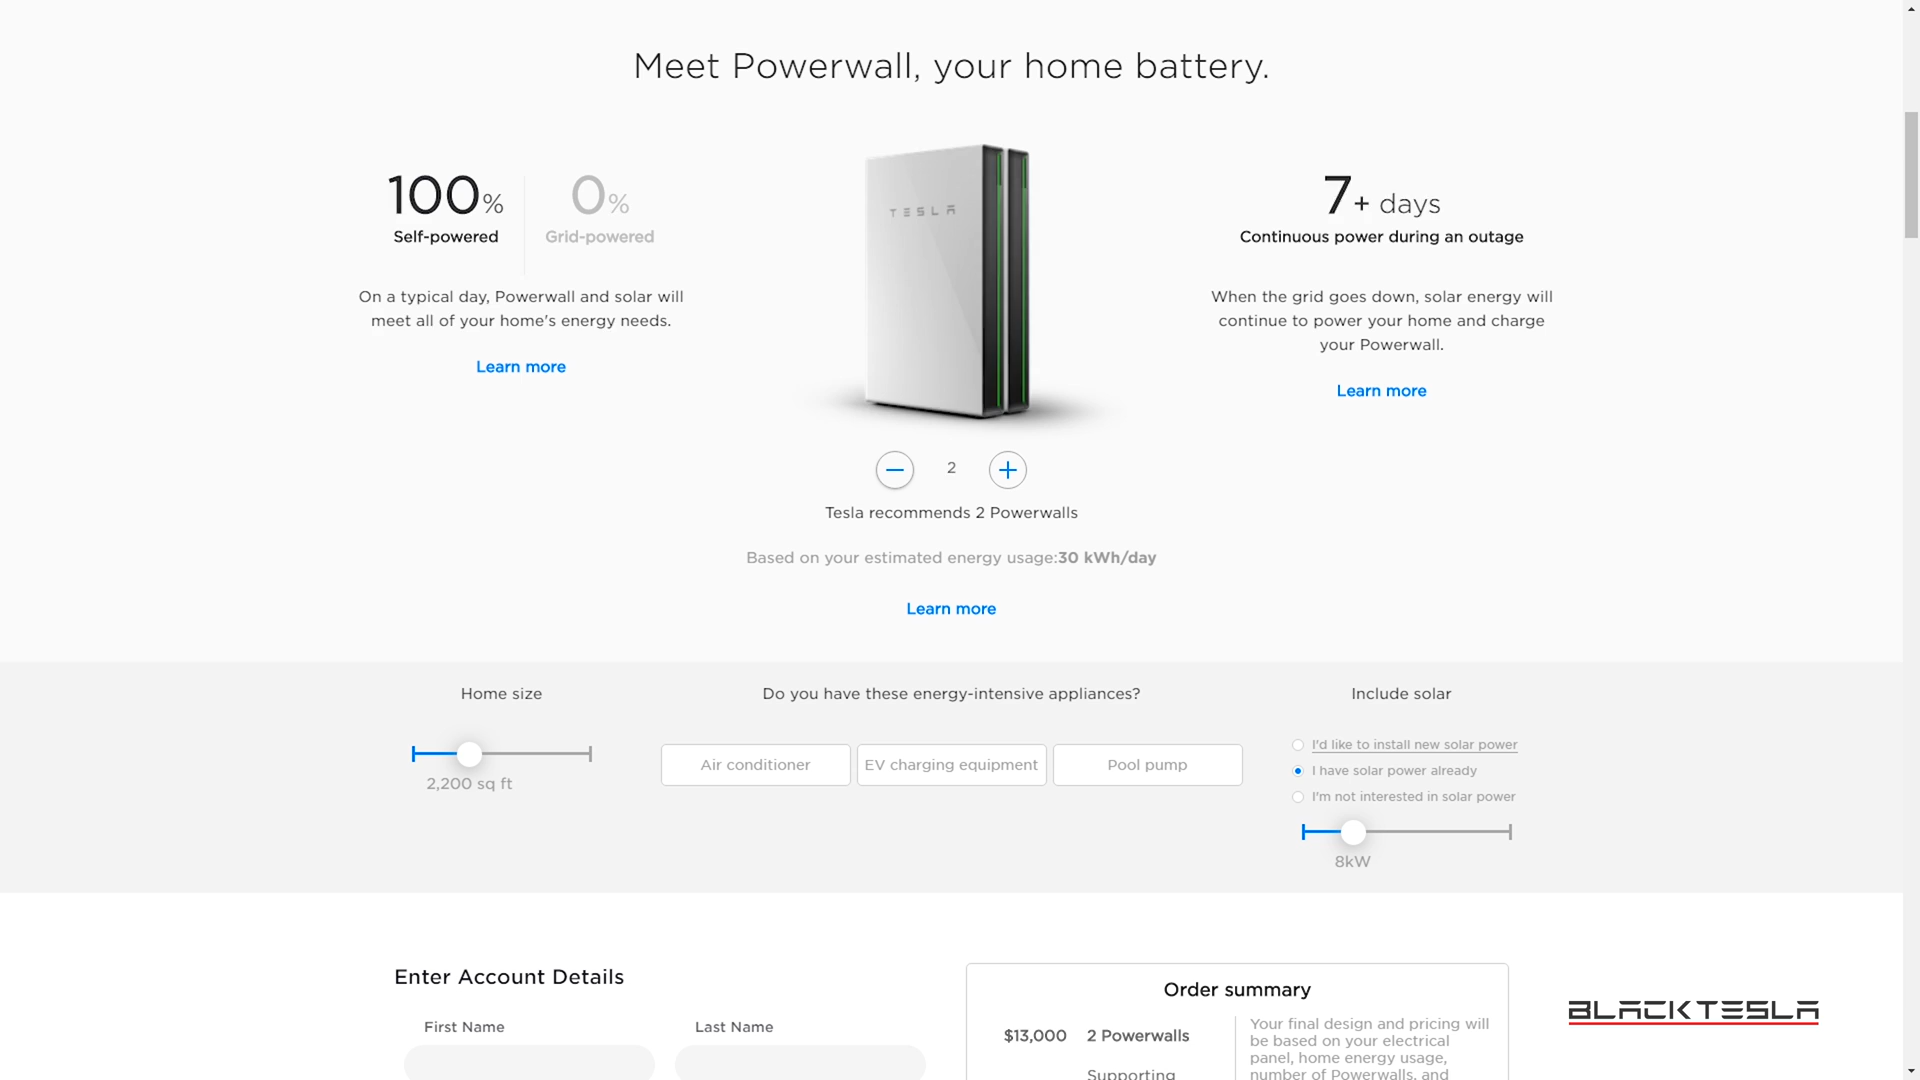 Meet Powerwall, your home battery.
100%
Self-powered
0%
Grid-powered
On a typical day, Powerwall and solar will
meet all of your home's energy needs.
Learn more
TESLA
7+ days
Continuous power during an outage
When the grid goes down, solar energy will
continue to power your home and charge
your Powerwall.
Learn more
2
Tesla recommends 2 Powerwalls
Based on your estimated energy usage:30 kWh/day
Learn more
Home size
2,200 sq ft
Do you have these energy-intensive appliances?
Air conditioner
EV charging equipment
Pool pump
Include solar
I'd like to install new solar power
I have solar power already
I'm not interested in solar power
8kW
Enter Account Details
First Name
Last Name
Order summary
$13,000
2 Powerwalls
Supporting
Your final design and pricing will
be based on your electrical
panel, home energy usage,
number of Powerwalls, and
BLACKTESLA